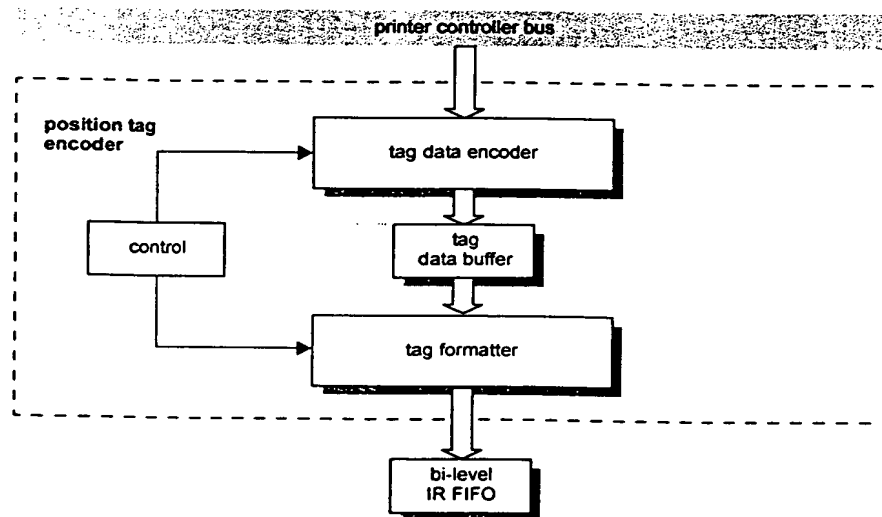 printer controller bus
position tag
encoder
tag data encoder
control
tag
data buffer
tag formatter
bi-level
IR FIFO